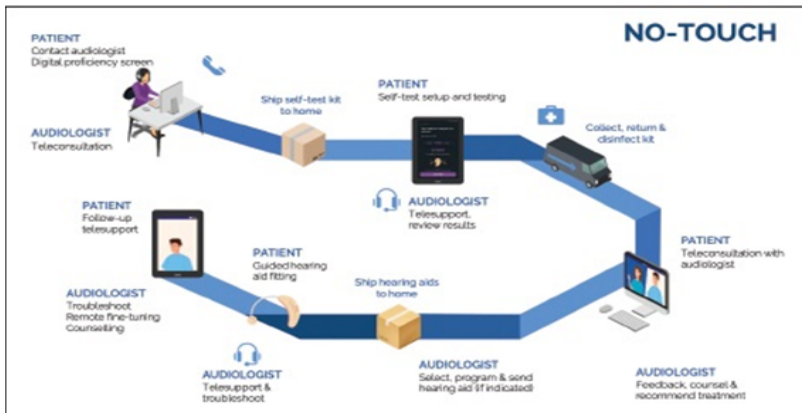 NO-TOUCH
PATIENT
Contact audiologist
Digital proficiency screen
AUDIOLOGIST
Teleconsultation
Ship self-test kit
to home
PATIENT
Self-test setup and testing
AUDIOLOGIST
Telesupport,
review results
Collect, return &
disinfect kit
PATIENT
Teleconsultation with
audiologist
AUDIOLOGIST
Feedback, counsel &
recommend treatment
AUDIOLOGIST
Select, program & send
hearing aid (if indicated)
Ship hearing aids
to home
PATIENT
Guided hearing
aid fitting
AUDIOLOGIST
Telesupport &
troubleshoot
PATIENT
Follow-up
telesupport
AUDIOLOGIST
Troubleshoot
Remote fine-tuning
Counselling